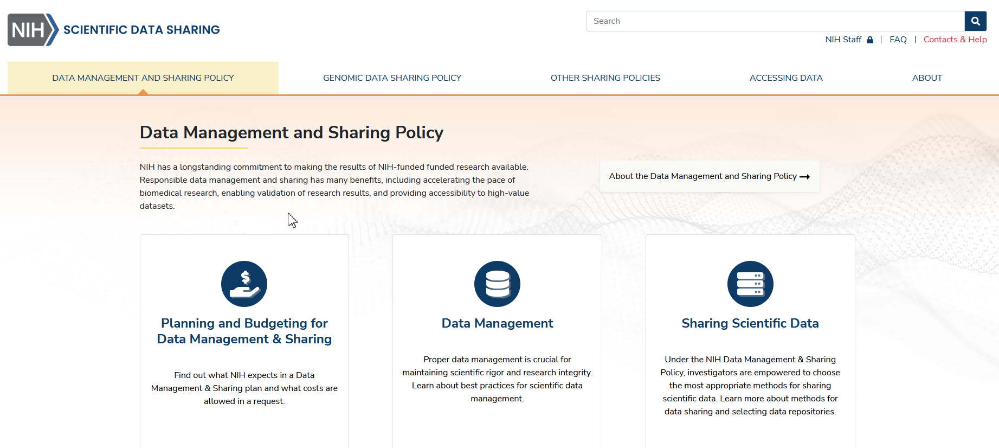 NIH SCIENTIFIC DATA SHARING
Search
NIH Staff | FAQ | Contacts & Help
DATA MANAGEMENT AND SHARING POLICY
GENOMIC DATA SHARING POLICY
OTHER SHARING POLICIES
ACCESSING DATA
ABOUT
Data Management and Sharing Policy
NIH has a longstanding commitment to making the results of NIH-funded funded research available.
Responsible data management and sharing has many benefits, including accelerating the pace of
biomedical research, enabling validation of research results, and providing accessibility to high-value
datasets.
About the Data Management and Sharing Policy →
$
Planning and Budgeting for
Data Management & Sharing
Find out what NIH expects in a Data
Management & Sharing plan and what costs are
allowed in a request.
Data Management
Proper data management is crucial for
maintaining scientific rigor and research integrity.
Learn about best practices for scientific data
management.
Sharing Scientific Data
Under the NIH Data Management & Sharing
Policy, investigators are empowered to choose
the most appropriate methods for sharing
scientific data. Learn more about methods for
data sharing and selecting data repositories.